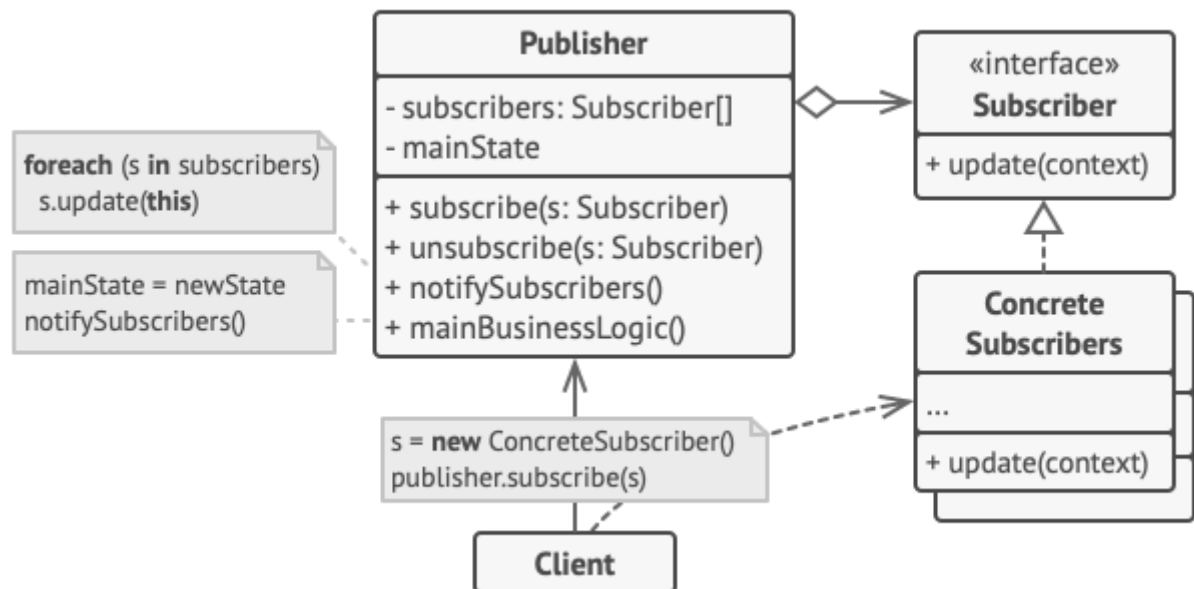 Publisher
- subscribers: Subscriber[]
- mainState
+ subscribe(s: Subscriber)
+ unsubscribe(s: Subscriber)
+ notifySubscribers()
+ mainBusinessLogic()
«interface»
Subscriber
+ update(context)
foreach (s in subscribers)
s.update(this)
mainState = newState
notifySubscribers()
Concrete
Subscribers
...
+ update(context)
s = new ConcreteSubscriber()
publisher.subscribe(s)
Client